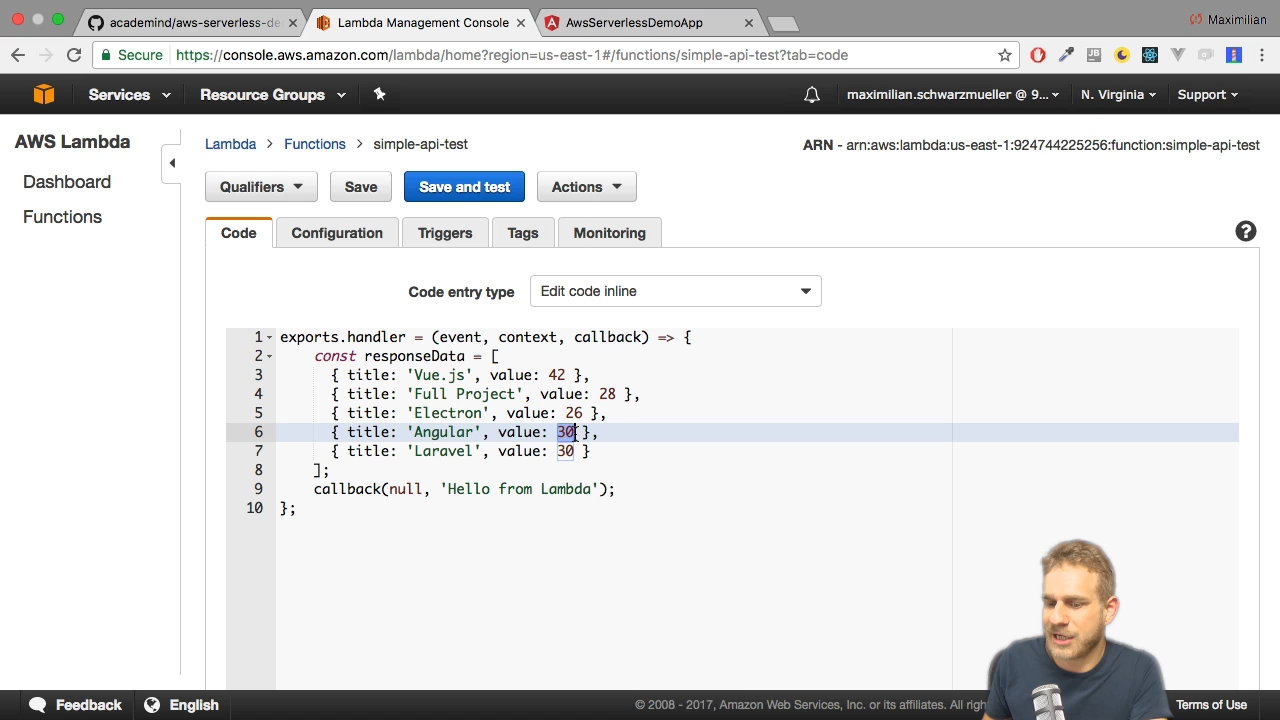 academind/aws-serverless-de
Lambda Management Console
AwsServerlessDemoApp
Maximilian
Secure
https://console.aws.amazon.com/lambda/home?region=us-east-1#/functions/simple-api-test?tab=code
JB
Services
Resource Groups
maximilian.schwarzmueller @ 9...
N. Virginia
Support
AWS Lambda
Dashboard
Functions
Lambda > Functions > simple-api-test
ARN - arn:aws:lambda:us-east-1:924744225256:function:simple-api-test
Qualifiers
Save
Save and test
Actions
Code
Configuration
Triggers
Tags
Monitoring
?
Code entry type
Edit code inline
1 exports.handler = (event, context, callback) => {
2 const responseData = [
3 { title: 'Vue.js', value: 42 },
4 { title: 'Full Project', value: 28 },
5 { title: 'Electron', value: 26 },
6 { title: 'Angular', value: 30 },
7 { title: 'Laravel', value: 30 }
8 ];
9 callback(null, 'Hello from Lambda');
10 };
Feedback
English
© 2008 - 2017, Amazon Web Services, Inc. or its affiliates. All righ
Terms of Use